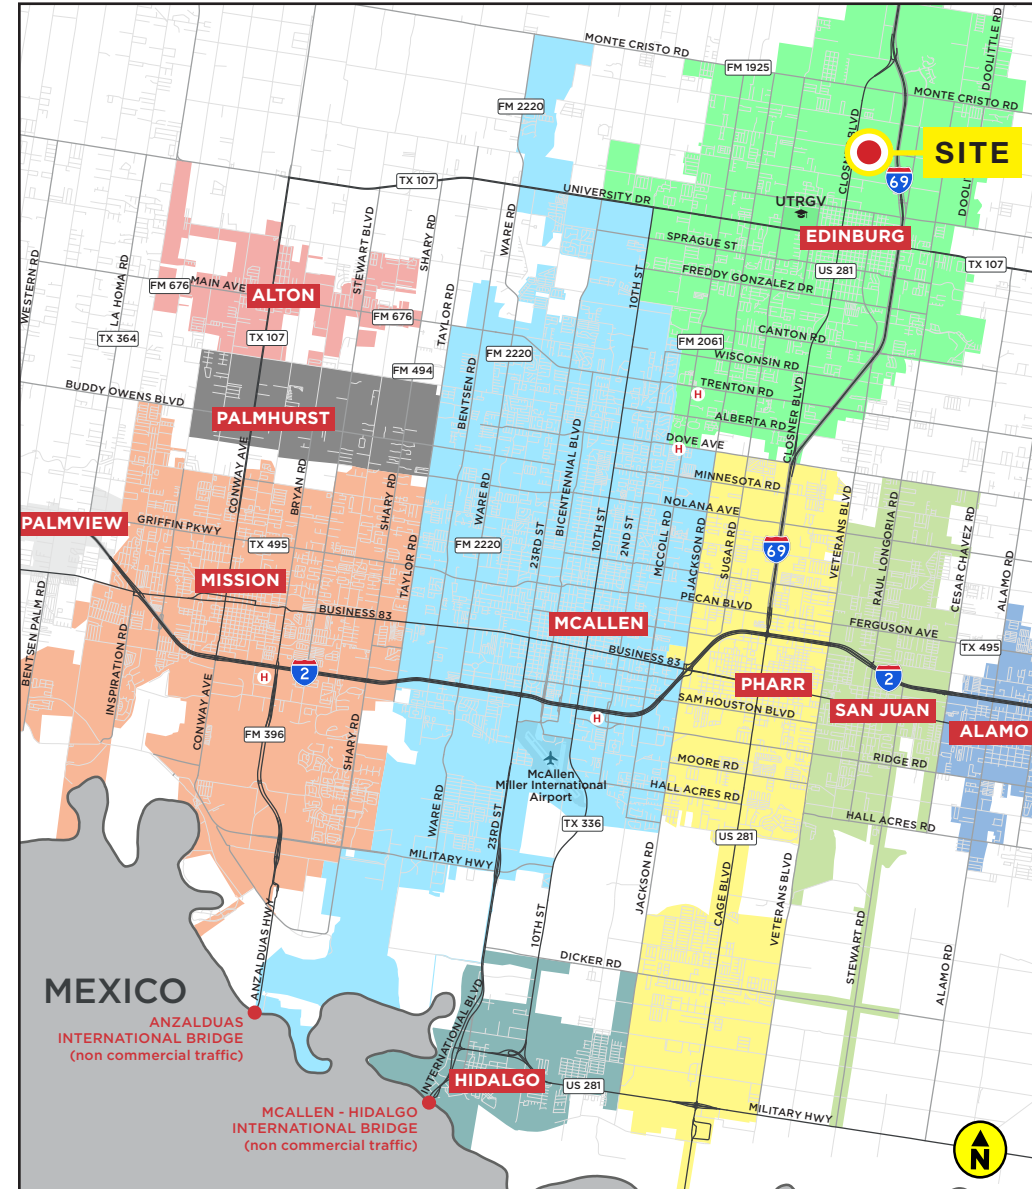 MONTE CRISTO RD
FM 1925
DOOLITTLE RD
MONTE CRISTO RD
FM 2220
SITE
69
TX 107
UNIVERSITY DR
UTRGV
EDINBURG
SPRAGUE ST
TX 107
WARE RD
SHARY RD
STEWART BLVD
LA HOMA RD
WESTERN RD
FM 676
MAIN AVE
ALTON
FREDDY GONZALEZ DR
US 281
10TH ST
TAYLOR RD
FM 676
TX 107
TX 364
CANTON RD
FM 2061
WISCONSIN RD
FM 2220
FM 494
BENTSEN RD
TRENTON RD
H
BUDDY OWENS BLVD
PALMHURST
ALBERTA RD
CLOSNER BLVD
DOVE AVE
H
CONWAY AVE
BRYAN RD
SHARY RD
WARE RD
BICENTENNIAL BLVD
MINNESOTA RD
NOLANA AVE
PALMVIEW
GRIFFIN PKWY
TX 495
FM 2220
23RD ST
10TH ST
2ND ST
MCCOLL RD
JACKSON RD
SUGAR RD
69
VETERANS BLVD
RAUL LONGORIA RD
CESAR CHAVEZ RD
ALAMO RD
MISSION
TAYLOR RD
PECAN BLVD
BUSINESS 83
MCALLEN
FERGUSON AVE
TX 495
BENTSEN PALM RD
INSPIRATION RD
BUSINESS 83
H
2
PHARR
2
SAN JUAN
SAM HOUSTON BLVD
H
ALAMO
CONWAY AVE
FM 396
SHARY RD
McAllen
Miller International
Airport
MOORE RD
RIDGE RD
HALL ACRES RD
WARE RD
23RD ST
TX 336
HALL ACRES RD
US 281
MILITARY HWY
JACKSON RD
CAGE BLVD
VETERANS BLVD
ANZALDUAS HWY
10TH ST
STEWART RD
ALAMO RD
DICKER RD
MEXICO
INTERNATIONAL BLVD
ANZALDUAS
INTERNATIONAL BRIDGE
(non commercial traffic)
HIDALGO
US 281
MILITARY HWY
MCALLEN - HIDALGO
INTERNATIONAL BRIDGE
(non commercial traffic)
N